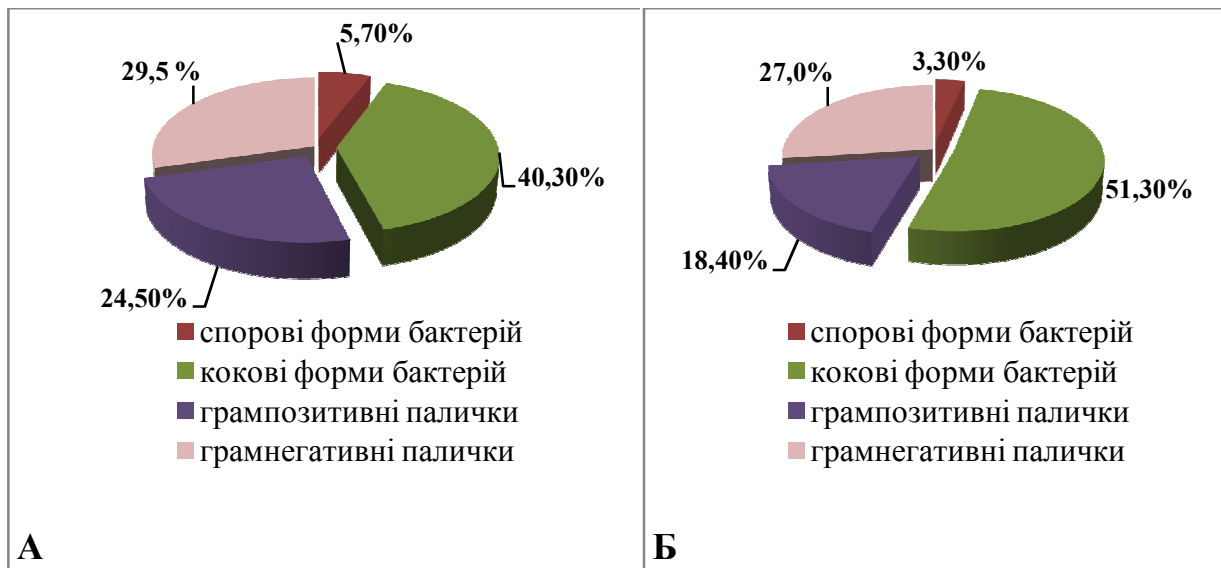 5,70%
29,5 %
40,30%
24,50%
спорові форми бактерій
кокові форми бактерій
грампозитивні палички
грамнегативні палички
А
3,30%
27,0%
51,30%
18,40%
спорові форми бактерій
кокові форми бактерій
грампозитивні палички
грамнегативні палички
Б